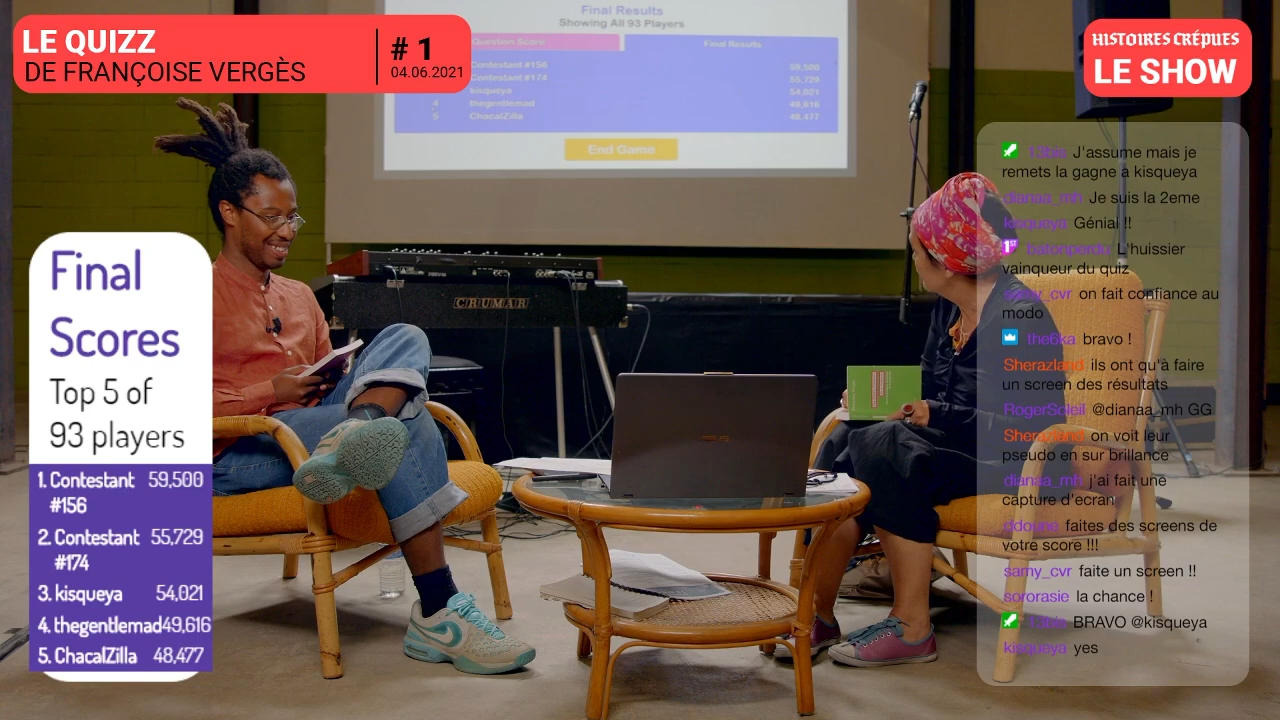 LE QUIZZ
DE FRANÇOISE VERGÈS
# 1
04.06.2021
HISTOIRES CRÉPUES
LE SHOW
Final Results
Showing All 93 Players
Question Score
Final Results
Contestant #156 59,500
Contestant #174 55,729
kisqueya 54,021
4 thegentlemad 49,616
5 ChacalZilla 48,477
End Game
CRUMAR
Final
Scores
Top 5 of
93 players
1. Contestant 59,500
#156
2. Contestant 55,729
#174
3. kisqueya 54,021
4. thegentlemad 49,616
5. ChacalZilla 48,477
J'assume mais je
remets la gagne a kisqueya
dianaa_mh Je suis la 2eme
kisqueya Génial !!
batonperdu L'huissier
vainqueur du quiz
samy_cvr on fait confiance au
modo
the6ka bravo !
Sherazland ils ont qu'à faire
un screen des résultats
RogerSoleil @dianaa_mh GG
Sherazland on voit leur
pseudo en sur brillance
dianaa_mh j'ai fait une
capture d'ecran
faites des screens de
votre score !!!
samy_cvr faite un screen !!
sororasie la chance !
BRAVO @kisqueya
kisqueya yes